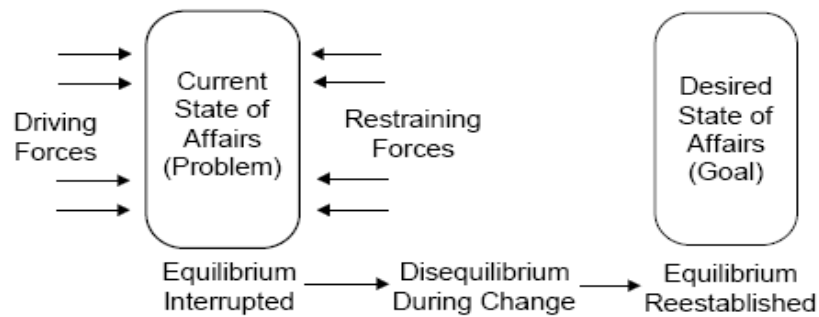 Driving
Forces
Current
State of
Affairs
(Problem)
Restraining
Forces
Desired
State of
Affairs
(Goal)
Equilibrium
Interrupted
Disequilibrium
During Change
Equilibrium
Reestablished